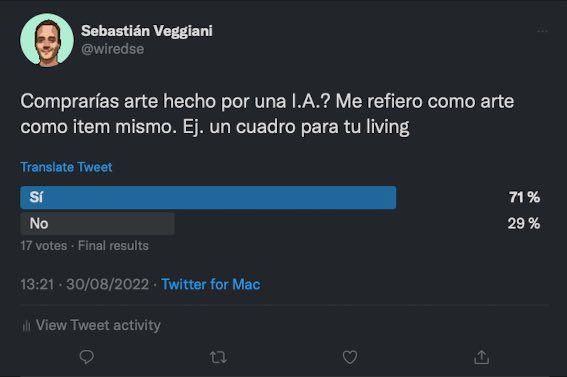 Sebastián Veggiani
@wiredse
Comprarías arte hecho por una I.A.? Me refiero como arte
como item mismo. Ej. un cuadro para tu living
Translate Tweet
Sí 71 %
No 29 %
17 votes · Final results
13:21 · 30/08/2022 · Twitter for Mac
View Tweet activity